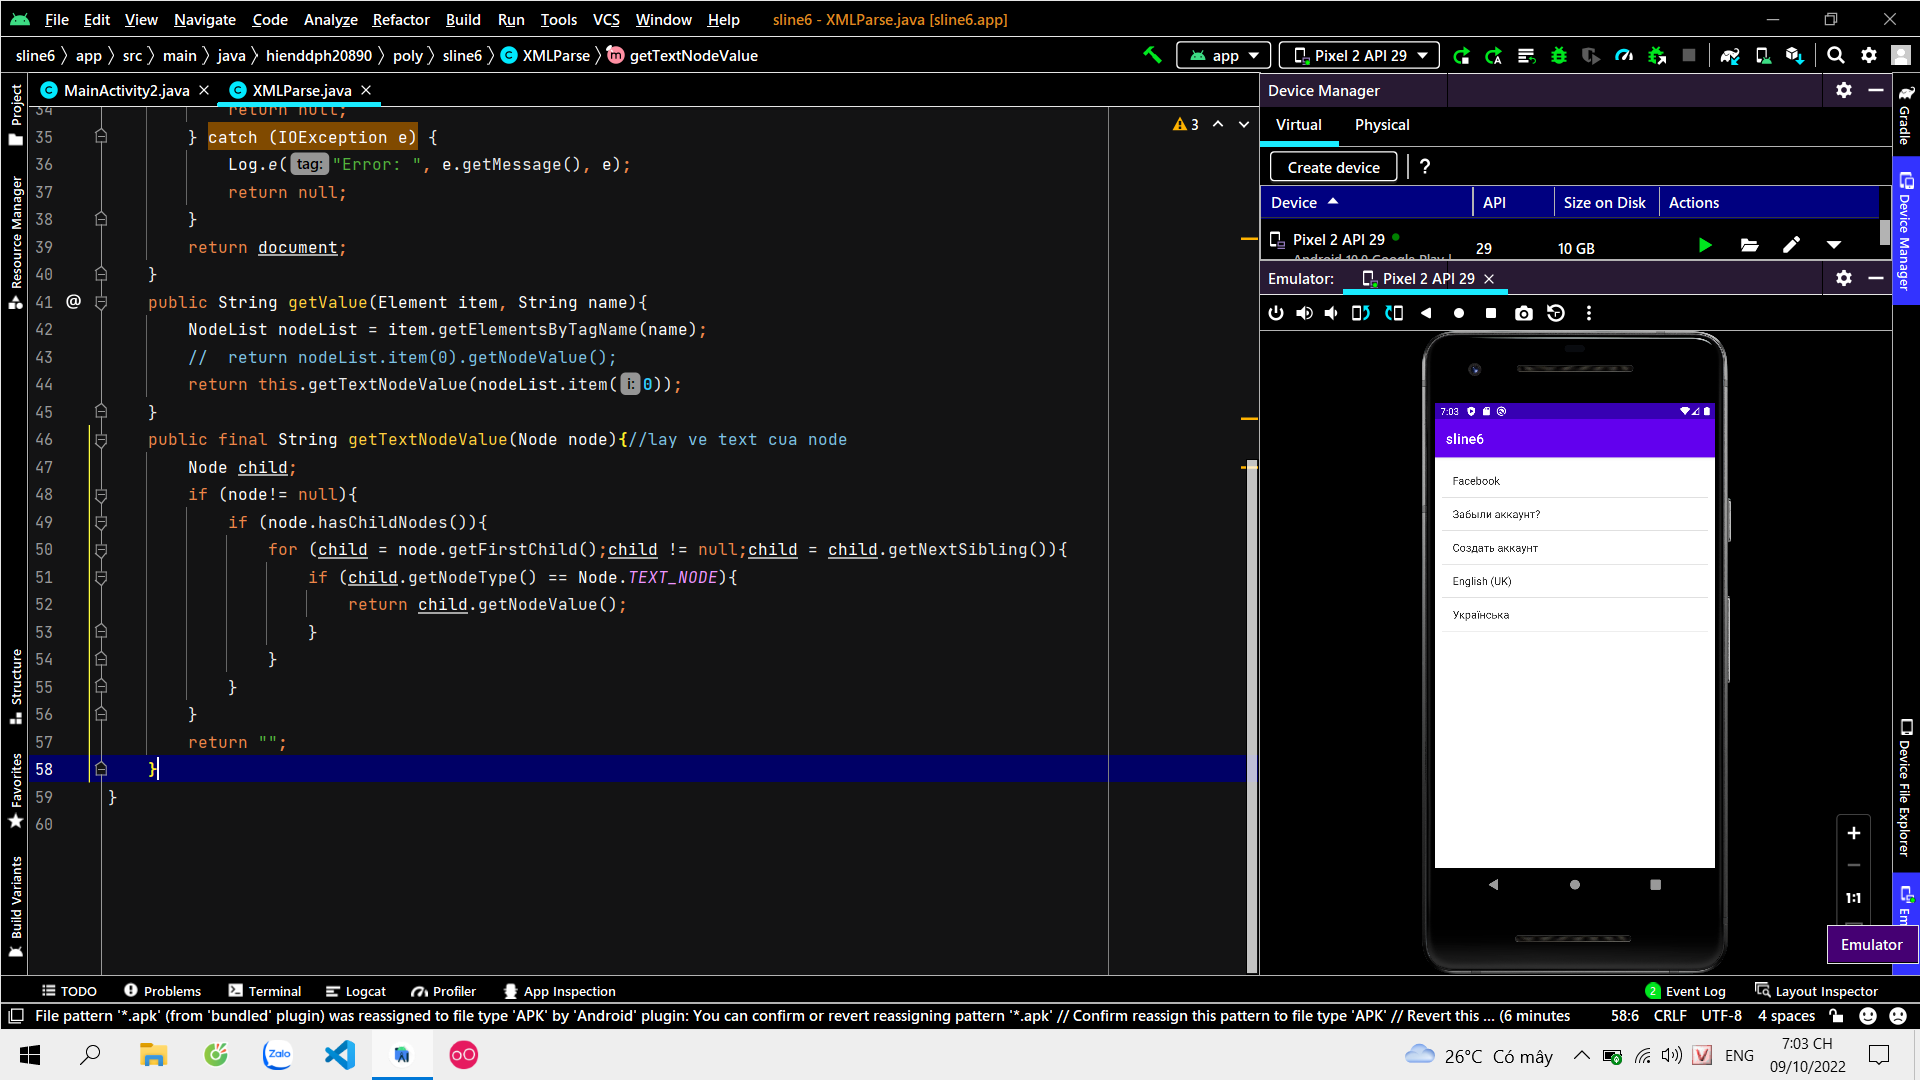 File Edit View Navigate Code Analyze Refactor Build Run Tools VCS Window Help sline6 - XMLParse.java [sline6.app]
sline6 app src main java hienddph20890 poly sline6 XMLParse getTextNodeValue
app Pixel 2 API 29
Project
Resource Manager
Structure
Favorites
Build Variants
MainActivity2.java XMLParse.java
3
34 return null;
35 } catch (IOException e) {
36 Log.e( tag: "Error: ", e.getMessage(), e);
37 return null;
38 }
39 return document;
40 }
41 @ public String getValue(Element item, String name){
42 NodeList nodeList = item.getElementsByTagName(name);
43 // return nodeList.item(0).getNodeValue();
44 return this.getTextNodeValue(nodeList.item( i: 0));
45 }
46 public final String getTextNodeValue(Node node){//lay ve text cua node
47 Node child;
48 if (node!= null){
49 if (node.hasChildNodes()){
50 for (child = node.getFirstChild();child != null;child = child.getNextSibling()){
51 if (child.getNodeType() == Node.TEXT_NODE){
52 return child.getNodeValue();
53 }
54 }
55 }
56 }
57 return "";
58 }
59 }
60
Device Manager
Virtual Physical
Create device ?
Device API Size on Disk Actions
Pixel 2 API 29 29 10 GB
Android 10.0 Google Play |
Emulator: Pixel 2 API 29
7:03
sline6
Facebook
Забыли аккаунт?
Создать аккаунт
English (UK)
Українська
1:1
Emulator
Gradle
Device Manager
Device File Explorer
Em
TODO Problems Terminal Logcat Profiler App Inspection 2 Event Log Layout Inspector
File pattern '*.apk' (from 'bundled' plugin) was reassigned to file type 'APK' by 'Android' plugin: You can confirm or revert reassigning pattern '*.apk' // Confirm reassign this pattern to file type 'APK' // Revert this ... (6 minutes 58:6 CRLF UTF-8 4 spaces
Zalo
26°C Có mây ENG 7:03 CH
09/10/2022